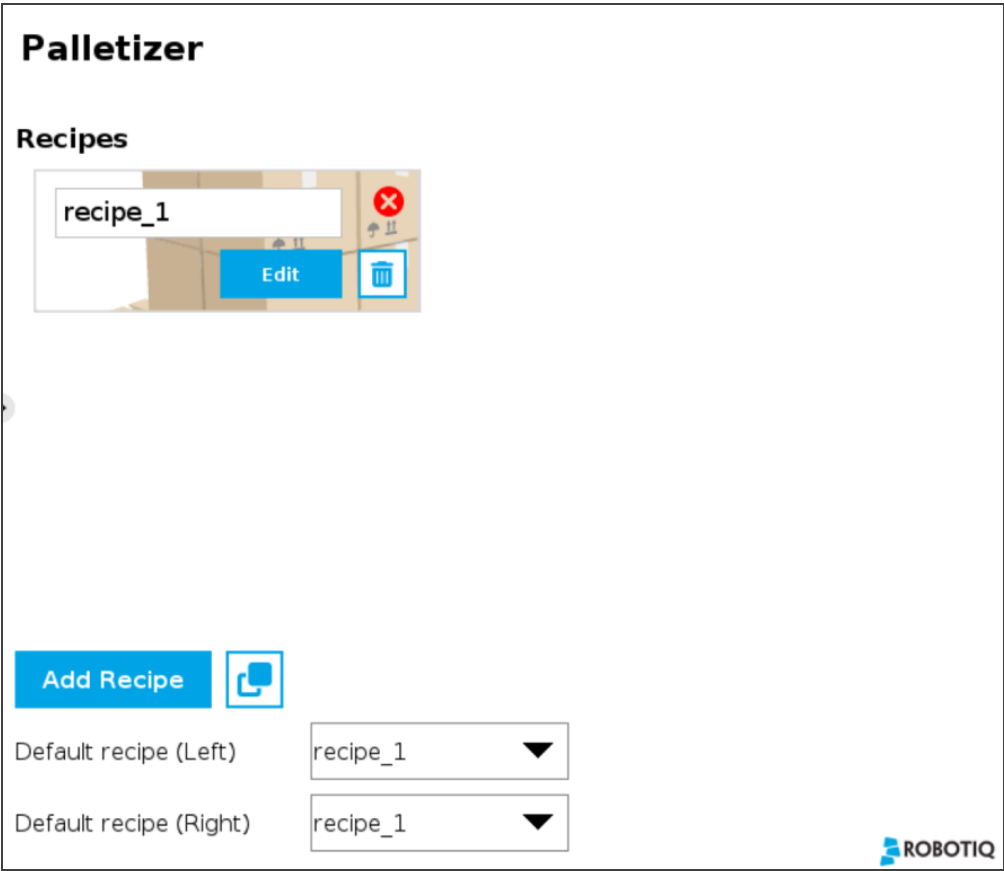 Palletizer
Recipes
recipe_1
Edit
Add Recipe
Default recipe (Left)
recipe_1
Default recipe (Right)
recipe_1
ROBOTIQ